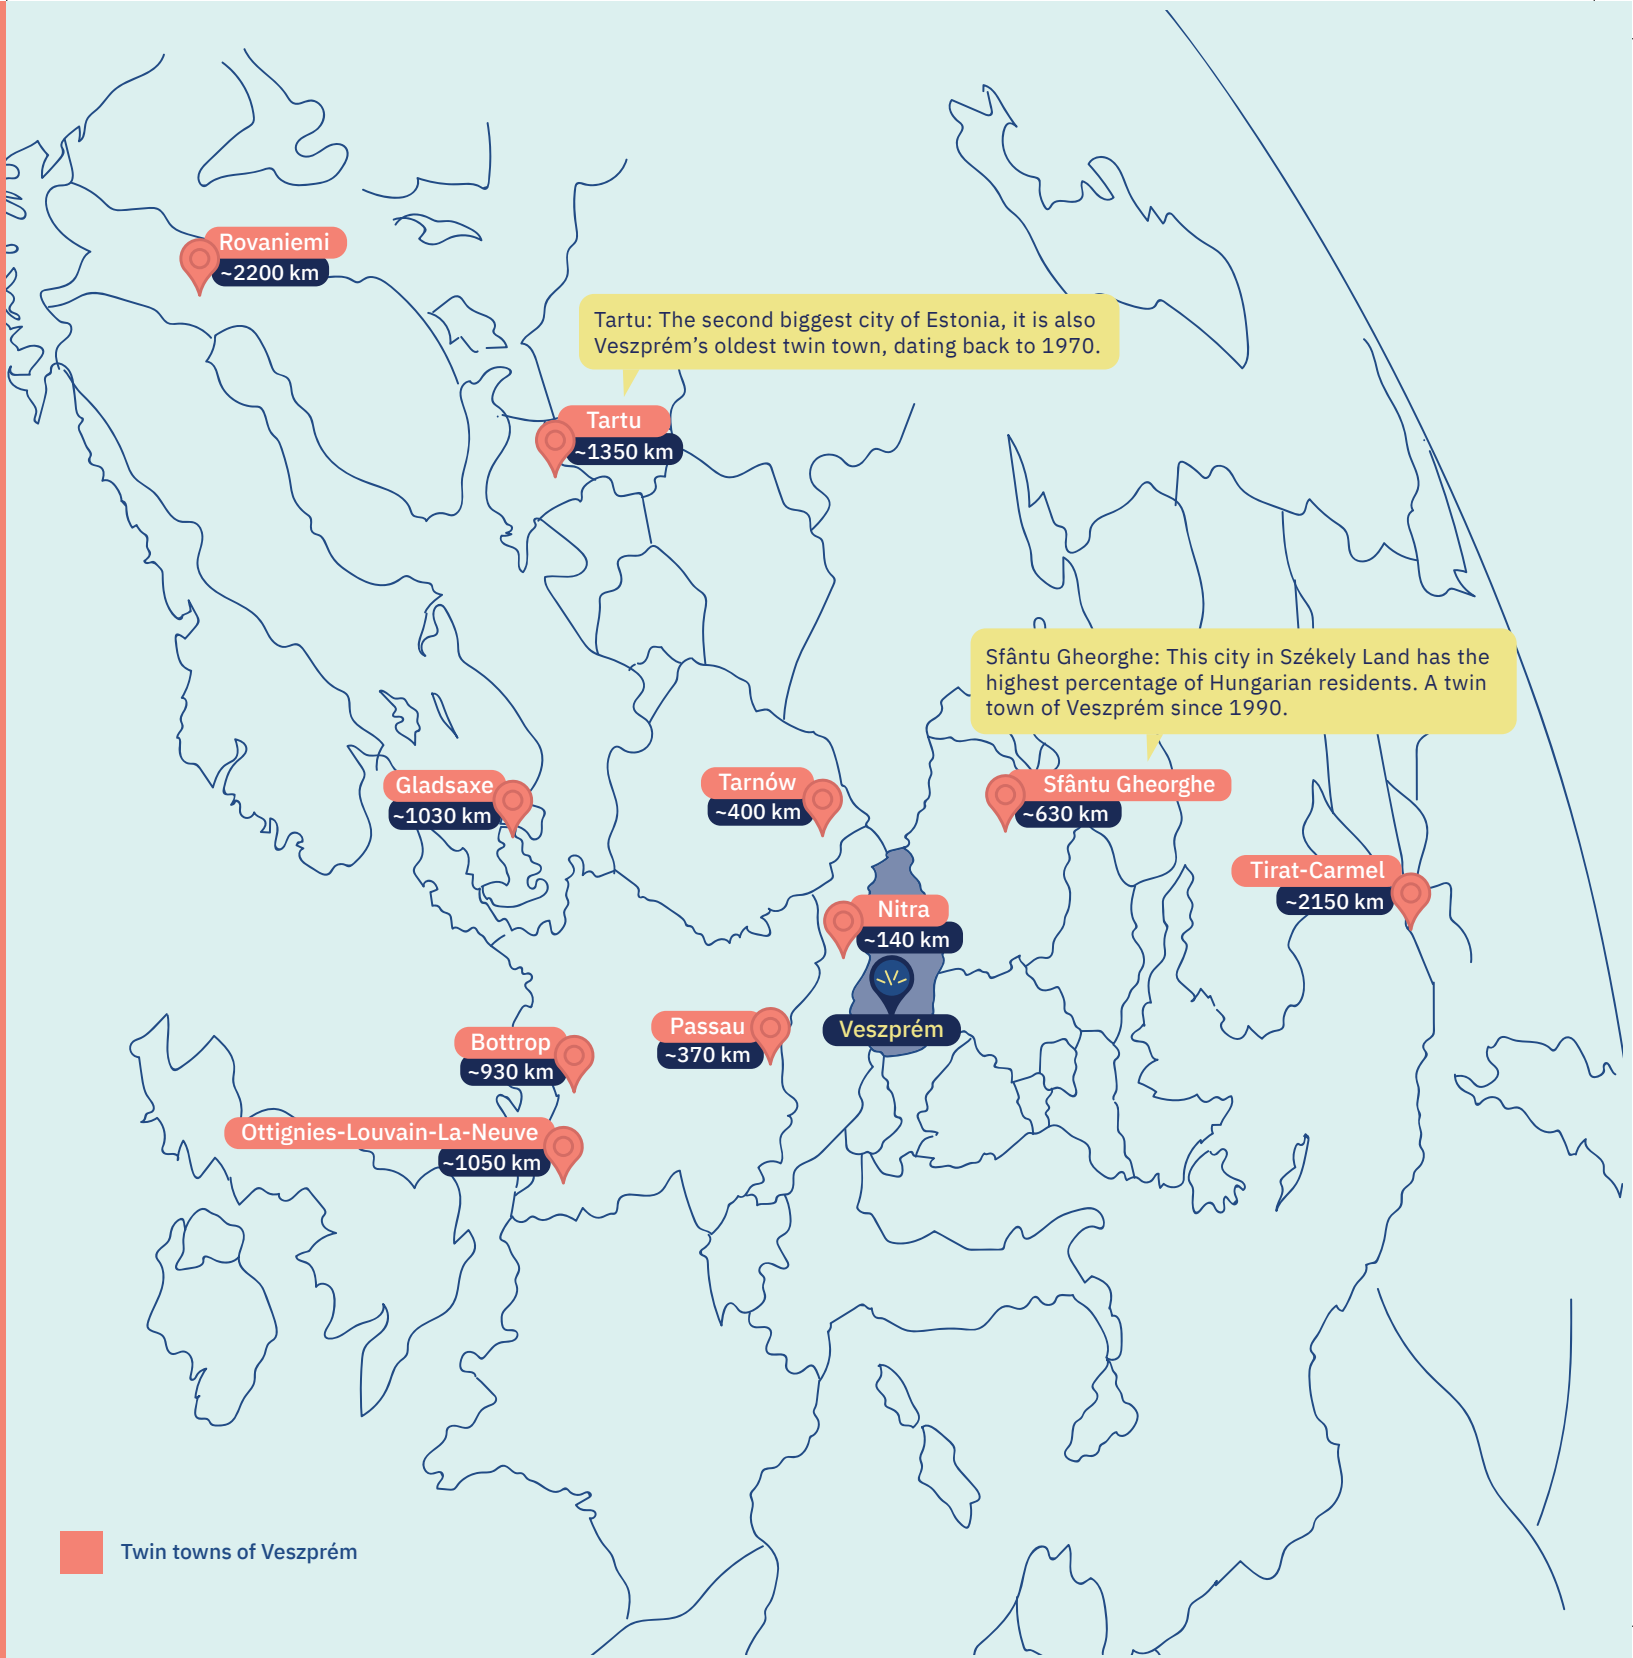 Rovaniemi
~2200 km
Tartu: The second biggest city of Estonia, it is also
Veszprém’s oldest twin town, dating back to 1970.
Tartu
~1350 km
Sfântu Gheorghe: This city in Székely Land has the
highest percentage of Hungarian residents. A twin
town of Veszprém since 1990.
Gladsaxe
~1030 km
Tarnów
~400 km
Sfântu Gheorghe
~630 km
Tirat-Carmel
~2150 km
Nitra
~140 km
Veszprém
Passau
~370 km
Bottrop
~930 km
Ottignies-Louvain-La-Neuve
~1050 km
Twin towns of Veszprém